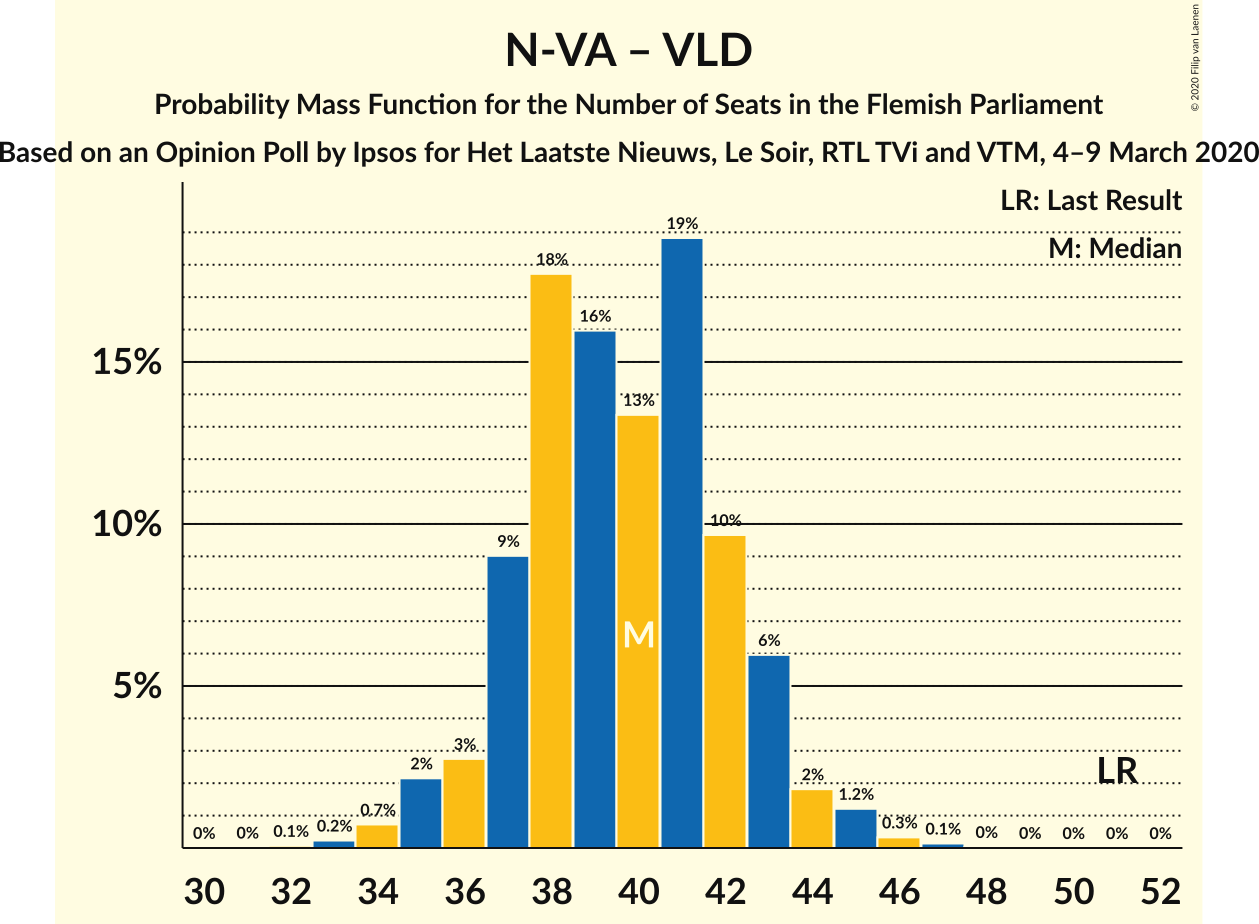 N-VA – VLD
Probability Mass Function for the Number of Seats in the Flemish Parliament
Based on an Opinion Poll by Ipsos for Het Laatste Nieuws, Le Soir, RTL TVi and VTM, 4–9 March 2020
© 2020 Filip van Laenen
LR: Last Result
M: Median
15%
10%
5%
0% 0% 0.1% 0.2% 0.7% 2% 3% 9% 18% 16% 13% 19% 10% 6% 2% 1.2% 0.3% 0.1% 0% 0% 0% 0% 0%
M
LR
30 32 34 36 38 40 42 44 46 48 50 52